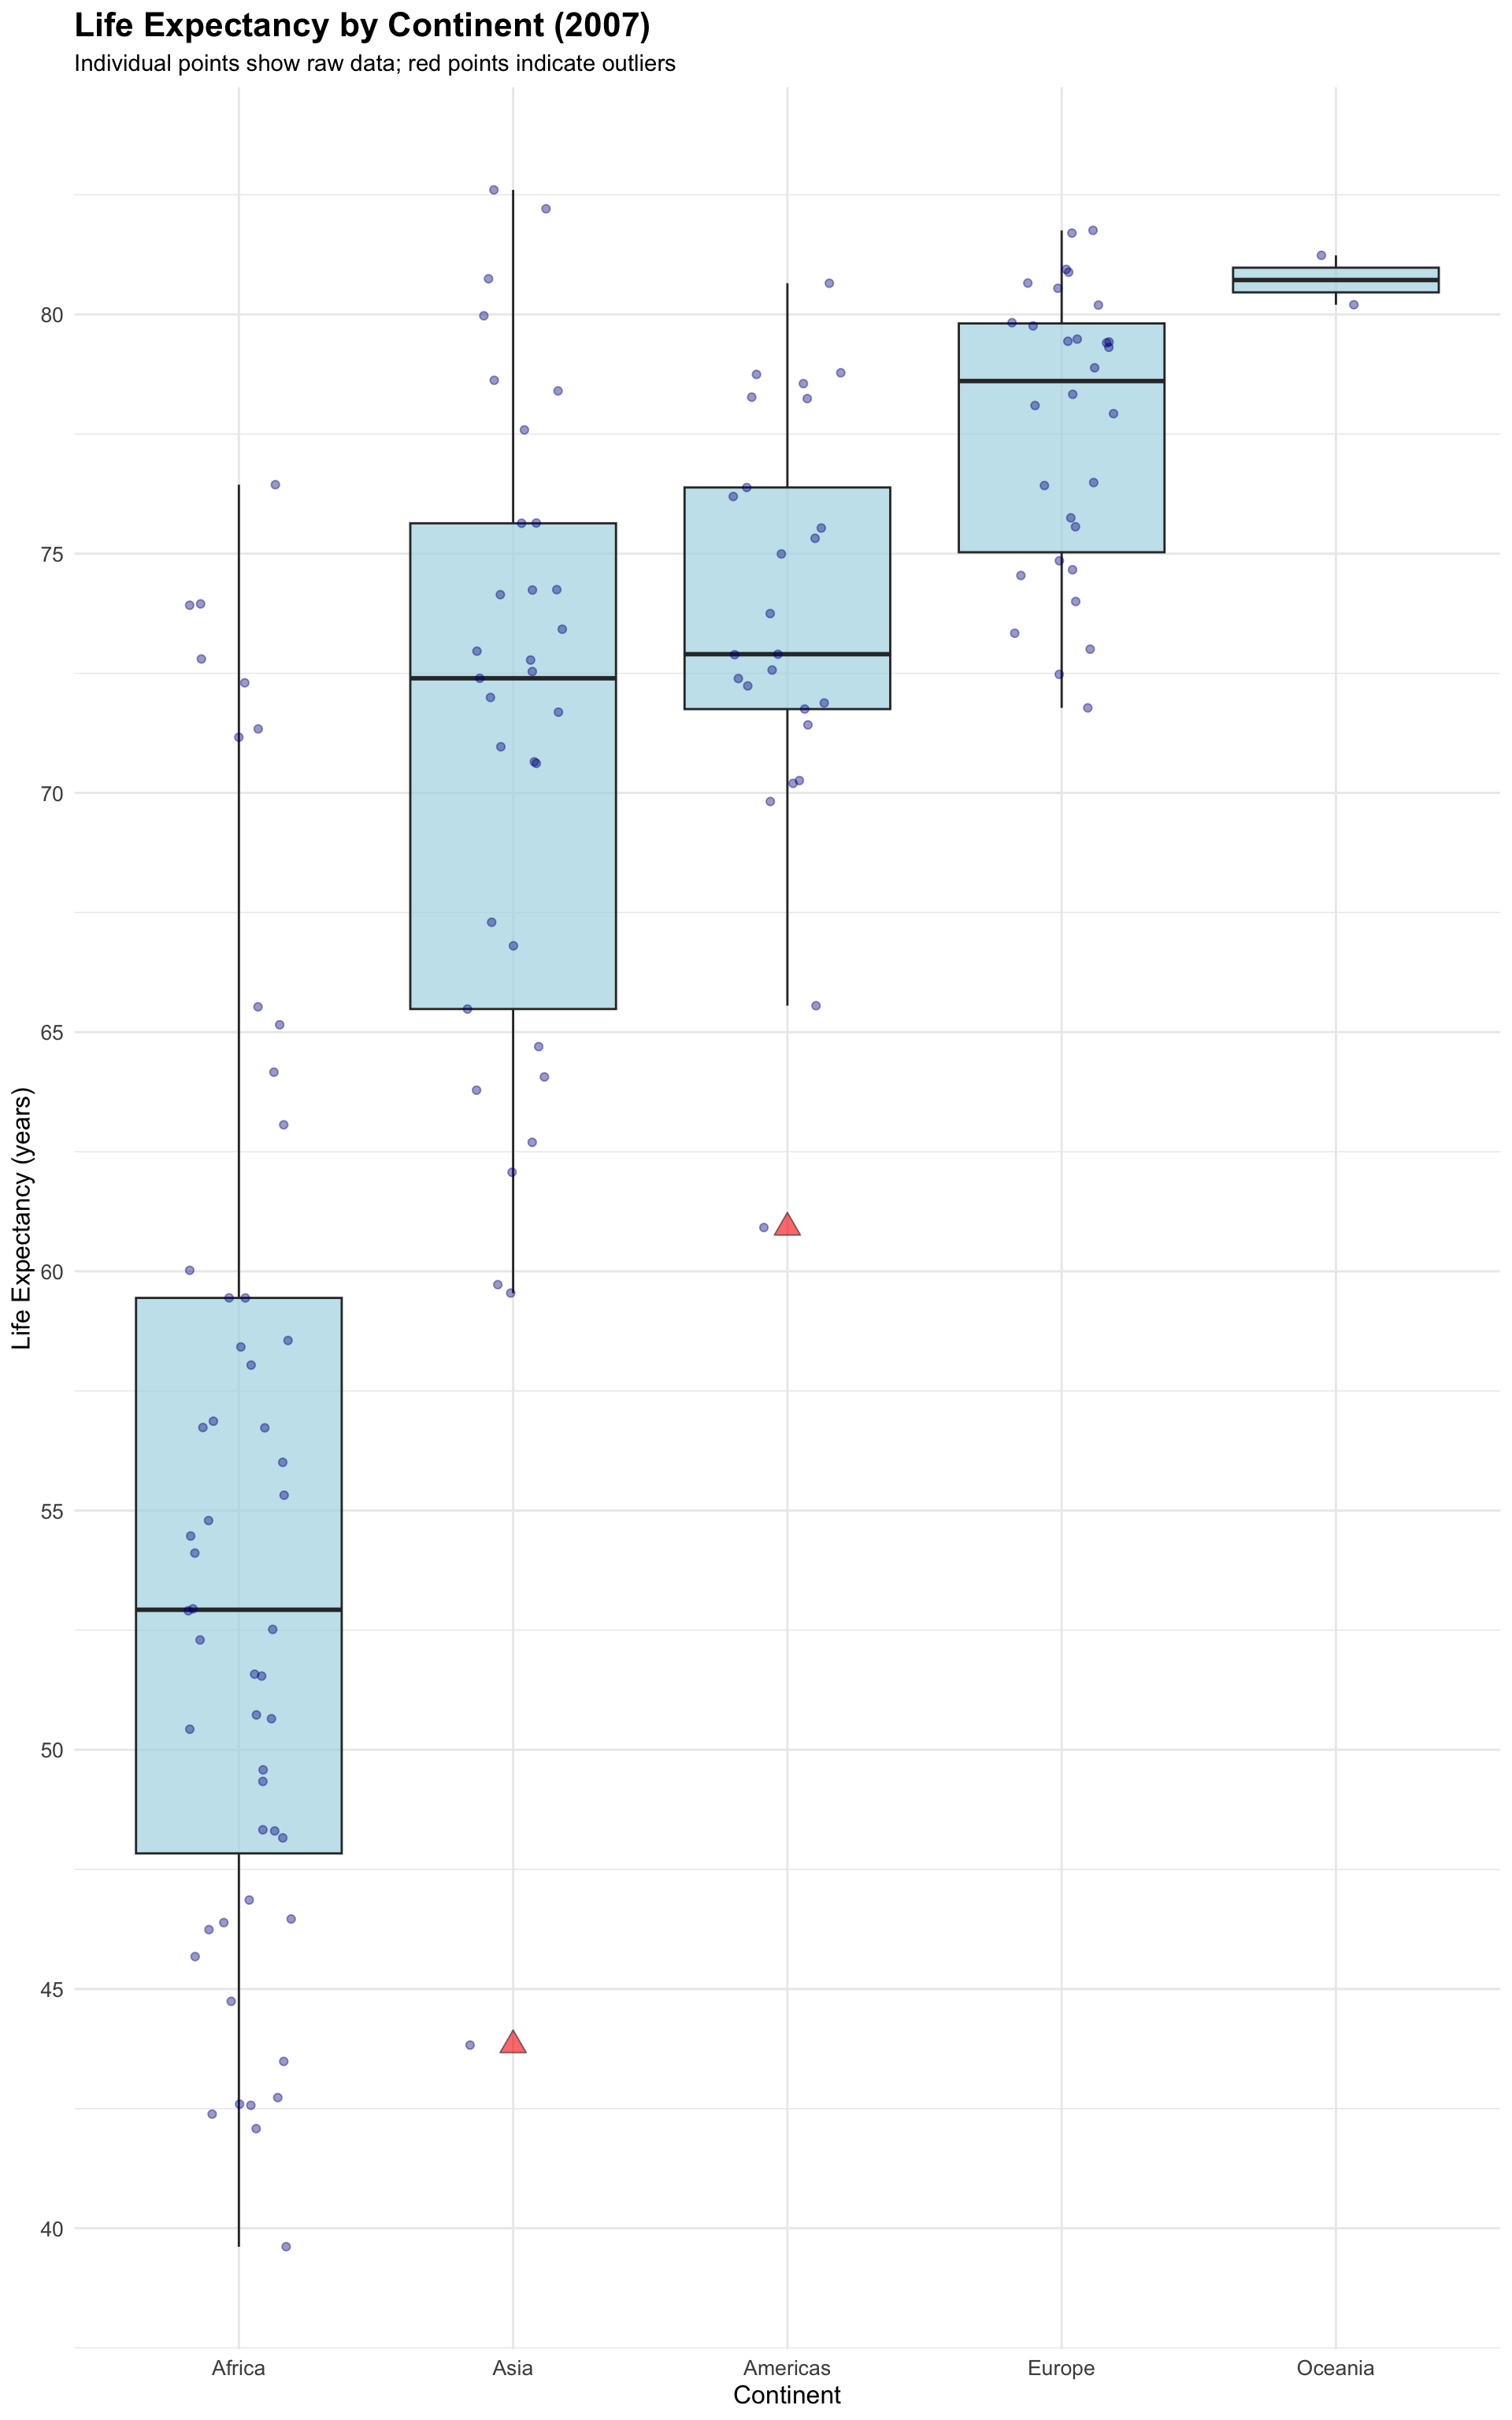 Life Expectancy by Continent (2007)
Individual points show raw data; red points indicate outliers
Life Expectancy (years)
80
75
70
65
60
55
50
45
40
Africa
Asia
Americas
Europe
Oceania
Continent